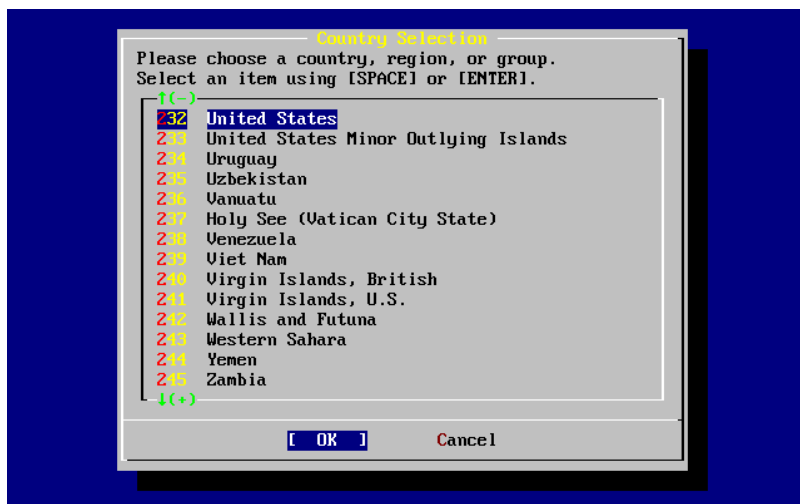 Country Selection
Please choose a country, region, or group.
Select an item using [SPACE] or [ENTER].
↑(-)
232 United States
233 United States Minor Outlying Islands
234 Uruguay
235 Uzbekistan
236 Vanuatu
237 Holy See (Vatican City State)
238 Venezuela
239 Viet Nam
240 Virgin Islands, British
241 Virgin Islands, U.S.
242 Wallis and Futuna
243 Western Sahara
244 Yemen
245 Zambia
↓(+)
[ OK ] Cancel